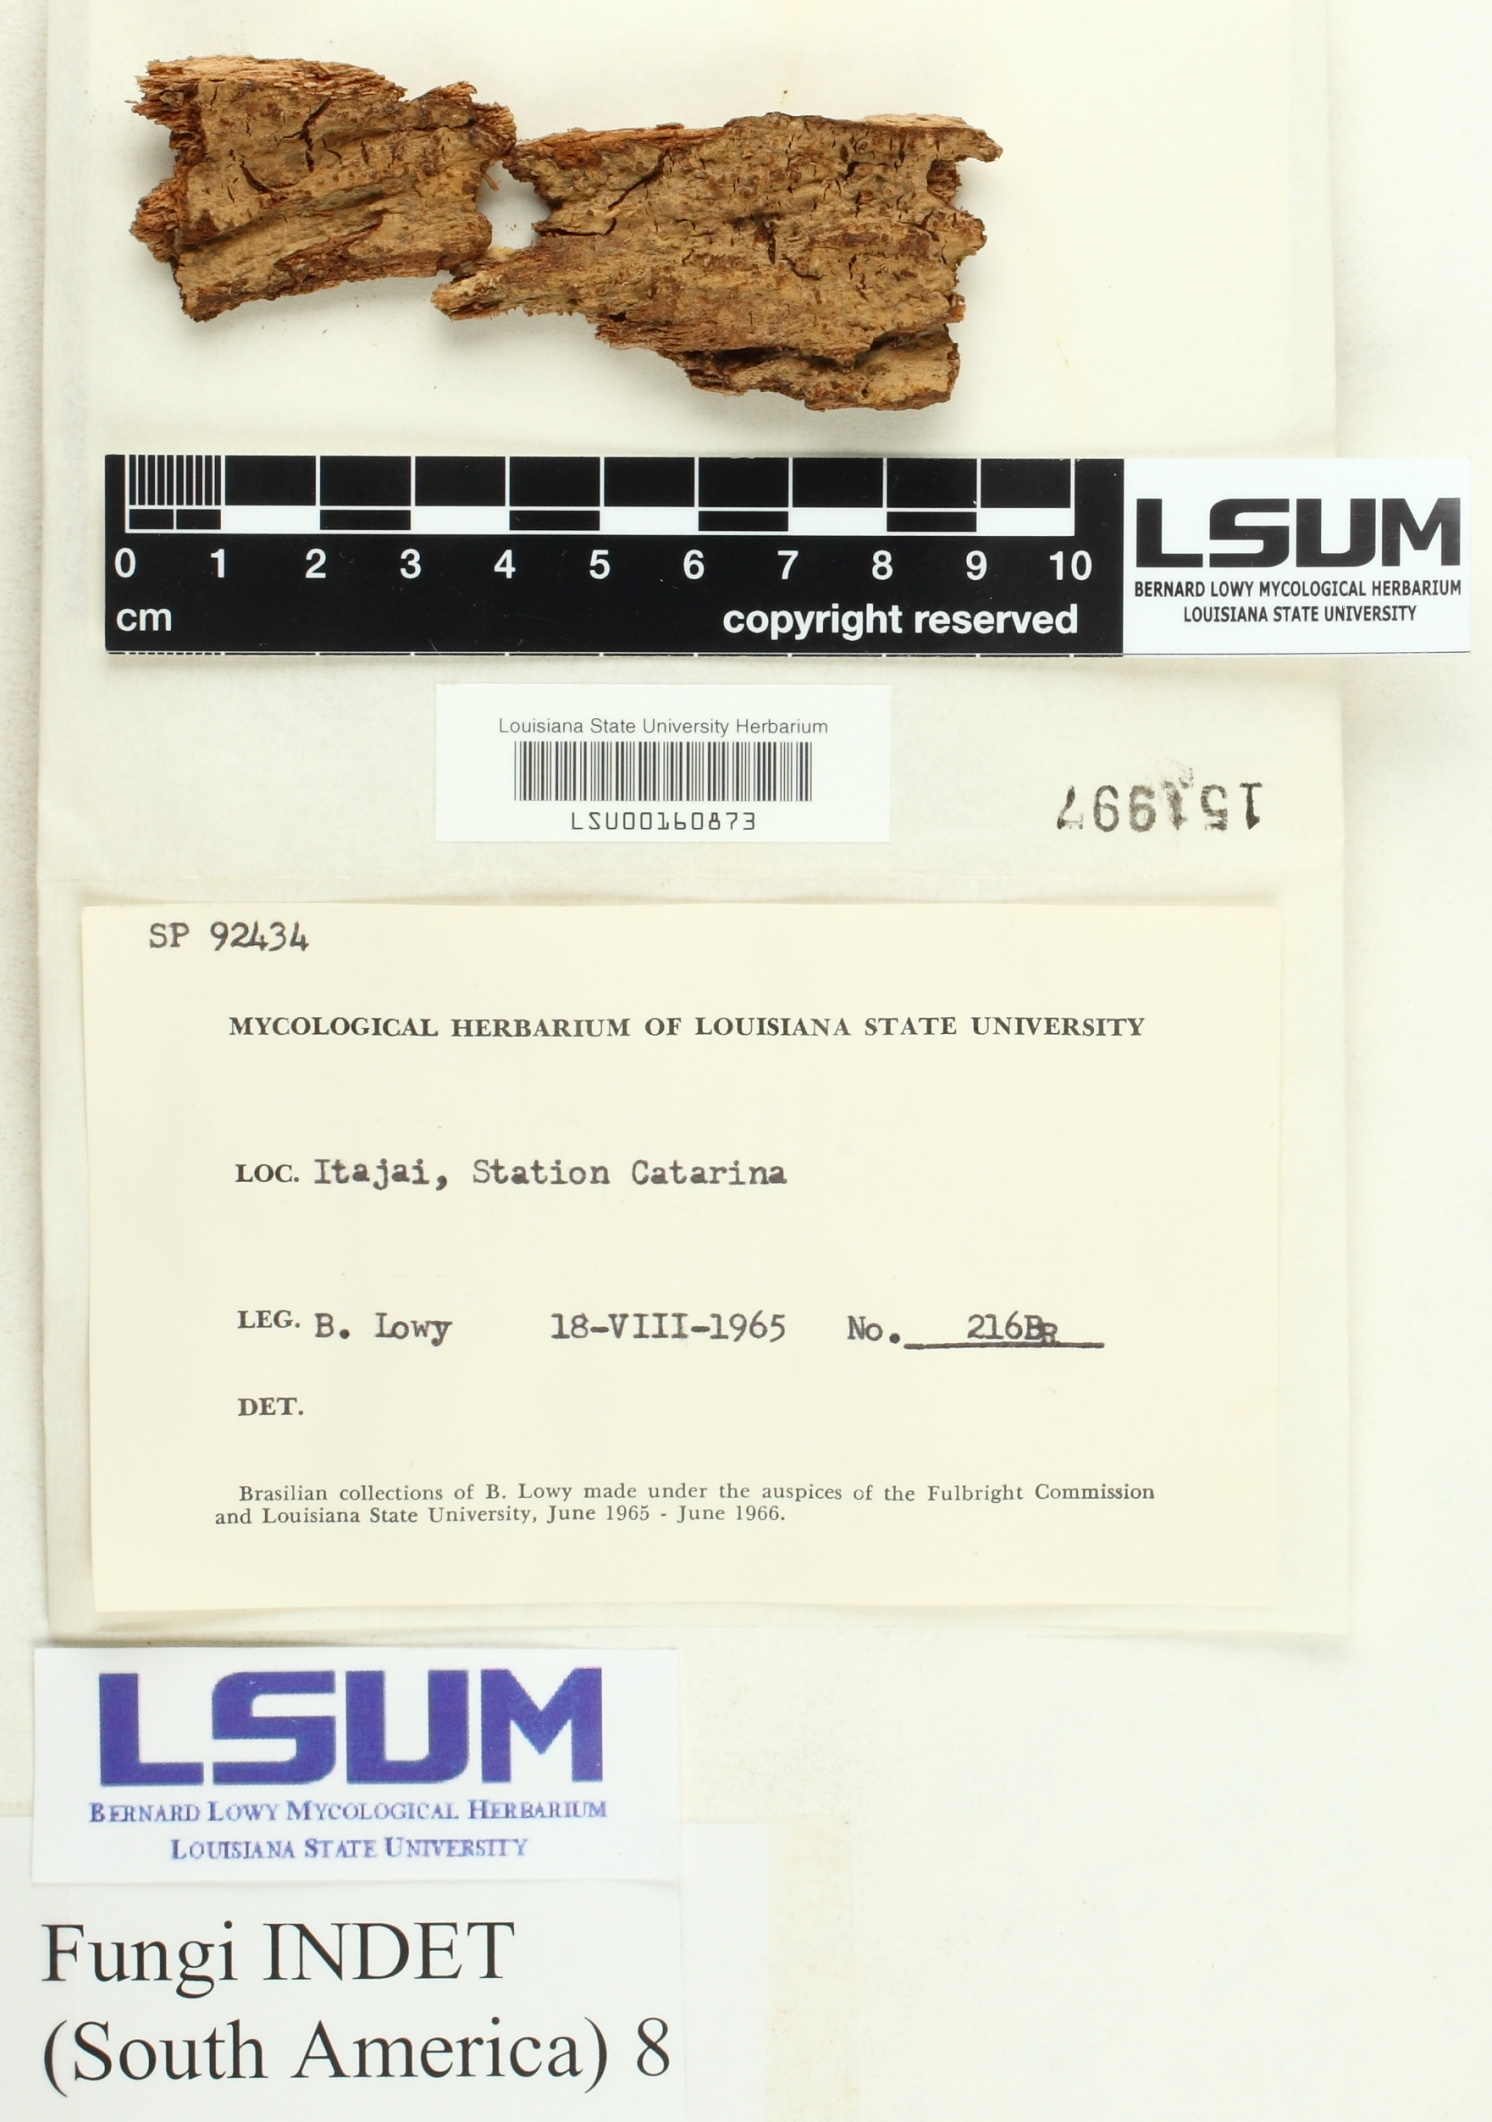 0 1 2 3 4 5 6 7 8 9 10
cm copyright reserved
LSUM
BERNARD LOWY MYCOLOGICAL HERBARIUM
LOUISIANA STATE UNIVERSITY
Louisiana State University Herbarium
LSU00160873
151997
SP 92434
MYCOLOGICAL HERBARIUM OF LOUISIANA STATE UNIVERSITY
LOC. Itajai, Station Catarina
LEG. B. Lowy 18-VIII-1965 No. 216BR
DET.
Brasilian collections of B. Lowy made under the auspices of the Fulbright Commission
and Louisiana State University, June 1965 - June 1966.
LSUM
BERNARD LOWY MYCOLOGICAL HERBARIUM
LOUISIANA STATE UNIVERSITY
Fungi INDET
(South America) 8